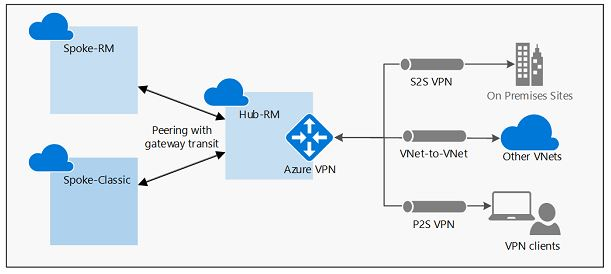 Spoke-RM
Spoke-Classic
Peering with
gateway transit
Hub-RM
Azure VPN
S2S VPN
On Premises Sites
VNet-to-VNet
Other VNets
P2S VPN
VPN clients